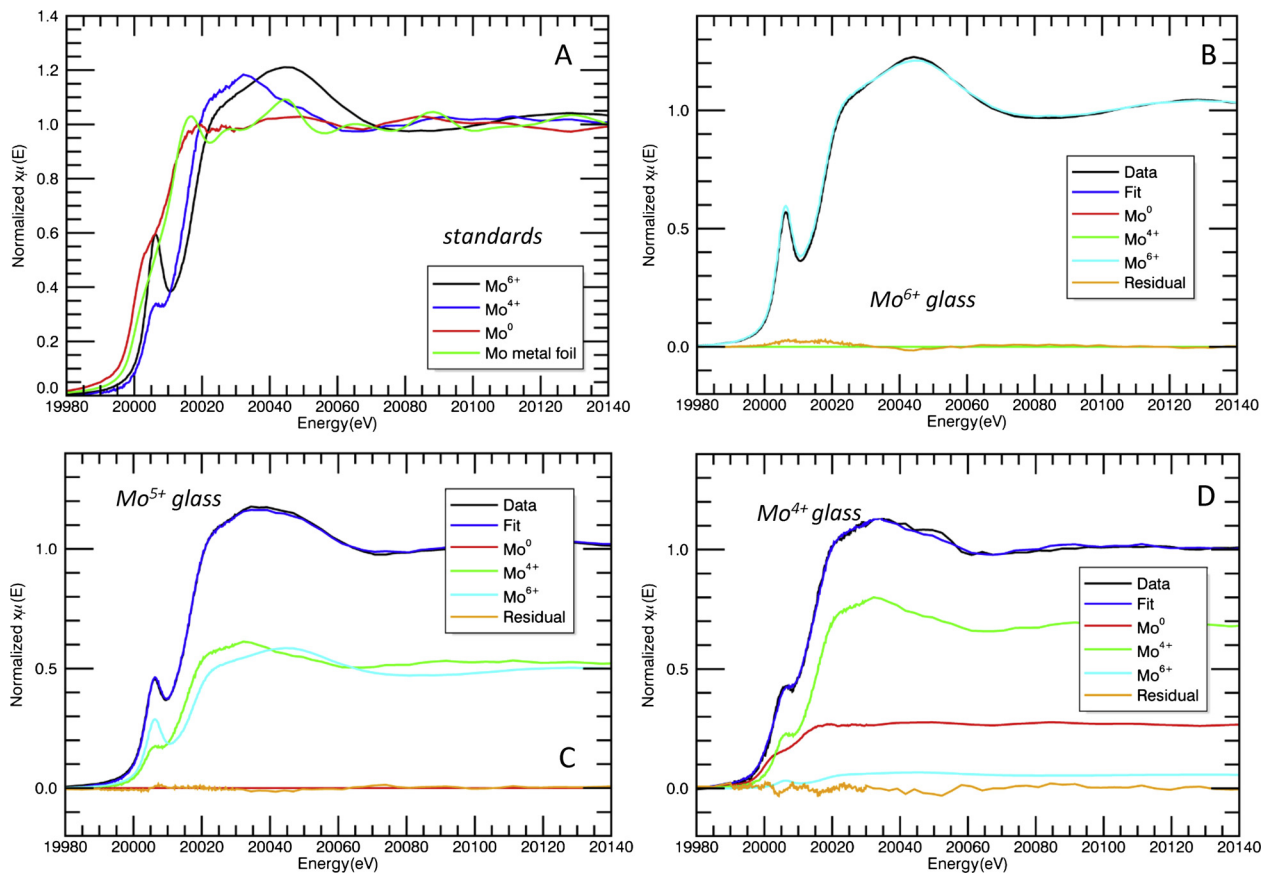 A
1.4
1.2
1.0
0.8
0.6
0.4
0.2
0.0
Normalized xμ(E)
standards
Mo⁶⁺
Mo⁴⁺
Mo⁰
Mo metal foil
19980 20000 20020 20040 20060 20080 20100 20120 20140
Energy(eV)
B
1.0
0.5
0.0
Normalized xμ(E)
Data
Fit
Mo⁰
Mo⁴⁺
Mo⁶⁺
Residual
Mo⁶⁺ glass
19980 20000 20020 20040 20060 20080 20100 20120 20140
Energy(eV)
Mo⁵⁺ glass
1.0
0.5
0.0
Normalized xμ(E)
Data
Fit
Mo⁰
Mo⁴⁺
Mo⁶⁺
Residual
C
19980 20000 20020 20040 20060 20080 20100 20120 20140
Energy(eV)
D
Mo⁴⁺ glass
1.0
0.5
0.0
Normalized xμ(E)
Data
Fit
Mo⁰
Mo⁴⁺
Mo⁶⁺
Residual
19980 20000 20020 20040 20060 20080 20100 20120 20140
Energy(eV)